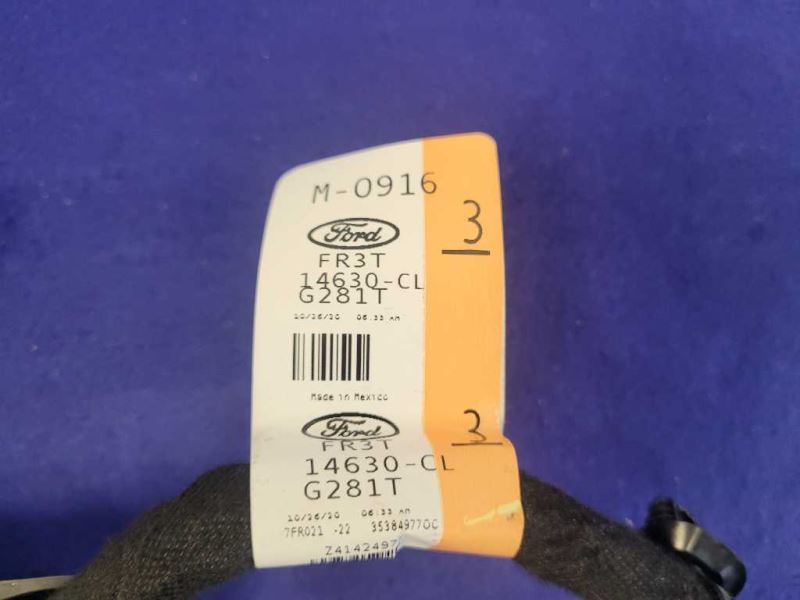 M-0916
3
Ford
FR3T
14630-CL
G281T
10/26/20 06:33 AM
Made in Mexico
Ford
3
FR3T
14630-CL
G281T
10/26/20 06:33 AM
7FR021 -22 35384977OC
Z4142497